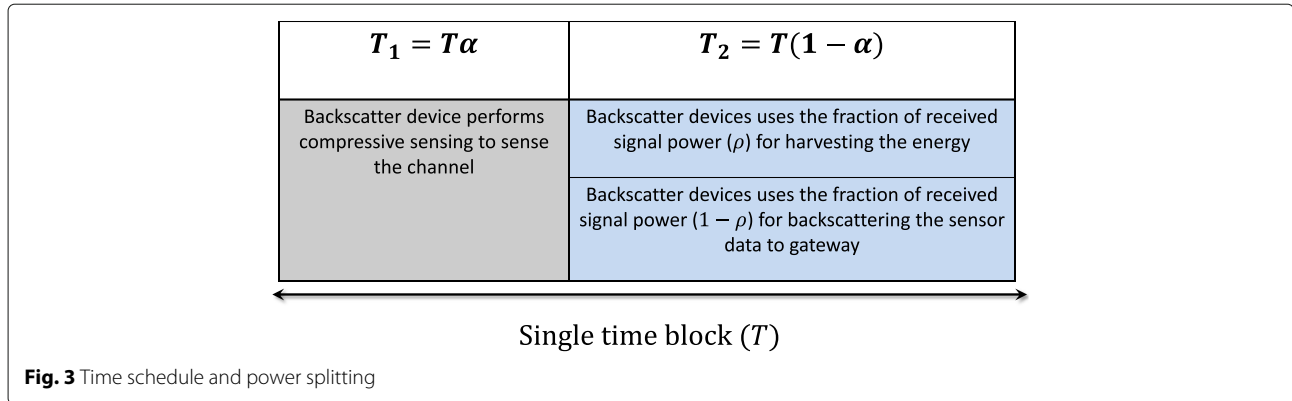 T₁ = Tα
T₂ = T(1 − α)
Backscatter device performs
compressive sensing to sense
the channel
Backscatter devices uses the fraction of received
signal power (ρ) for harvesting the energy
Backscatter devices uses the fraction of received
signal power (1 − ρ) for backscattering the sensor
data to gateway
Single time block (T)
Fig. 3 Time schedule and power splitting